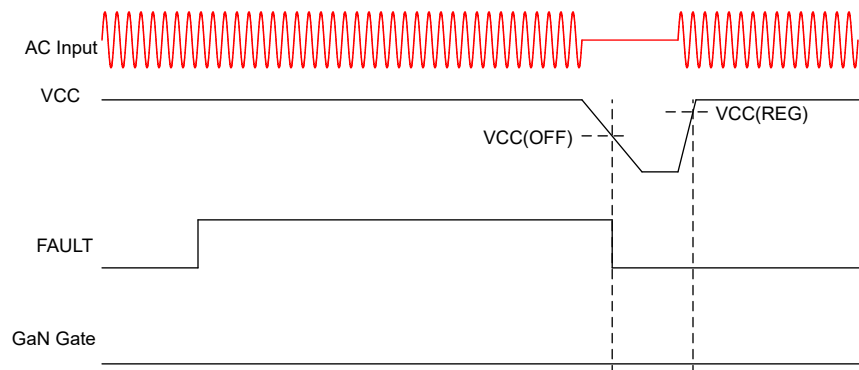 AC Input
VCC
VCC(OFF)
VCC(REG)
FAULT
GaN Gate